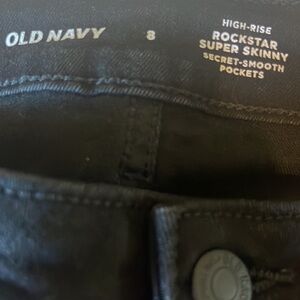 OLD NAVY
8
HIGH-RISE
ROCKSTAR
SUPER SKINNY
SECRET-SMOOTH
POCKETS